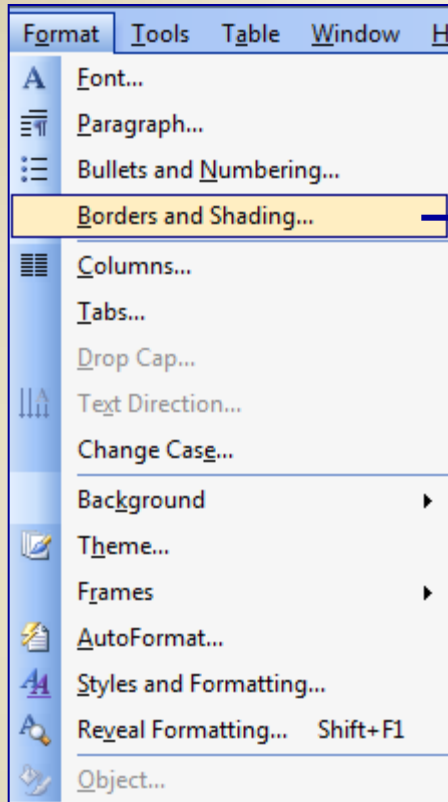 Format Tools Table Window H
Font...
Paragraph...
Bullets and Numbering...
Borders and Shading...
Columns...
Tabs...
Drop Cap...
Text Direction...
Change Case...
Background
Theme...
Frames
AutoFormat...
Styles and Formatting...
Reveal Formatting... Shift+F1
Object...